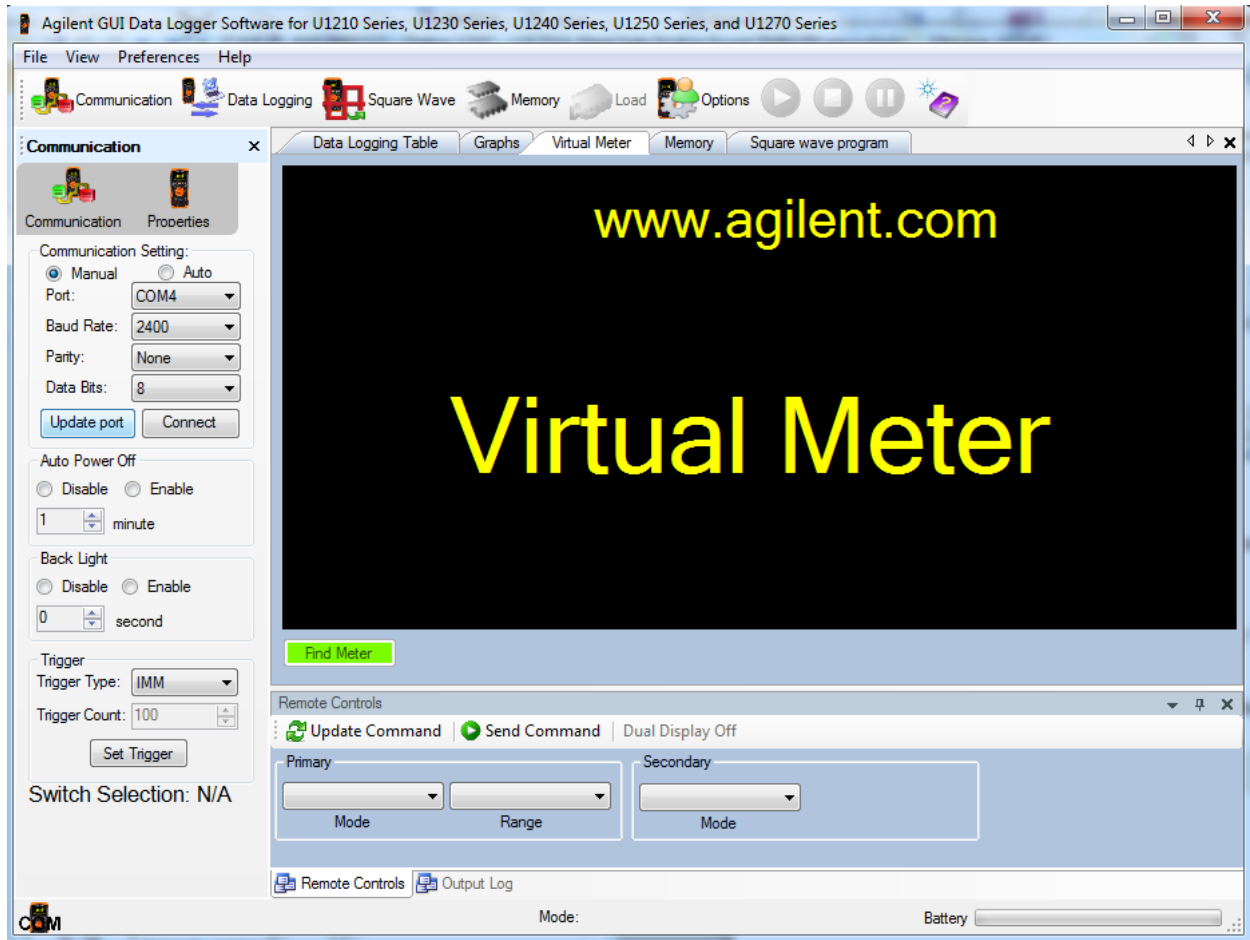 Agilent GUI Data Logger Software for U1210 Series, U1230 Series, U1240 Series, U1250 Series, and U1270 Series
File View Preferences Help
Communication Data Logging Square Wave Memory Load Options
Communication
Communication Properties
Communication Setting:
Manual Auto
Port: COM4
Baud Rate: 2400
Parity: None
Data Bits: 8
Update port Connect
Auto Power Off
Disable Enable
1 minute
Back Light
Disable Enable
0 second
Trigger
Trigger Type: IMM
Trigger Count: 100
Set Trigger
Switch Selection: N/A
Data Logging Table Graphs Virtual Meter Memory Square wave program
www.agilent.com
Virtual Meter
Find Meter
Remote Controls
Update Command Send Command Dual Display Off
Primary Secondary
Mode Range Mode
Remote Controls Output Log
COM Mode: Battery